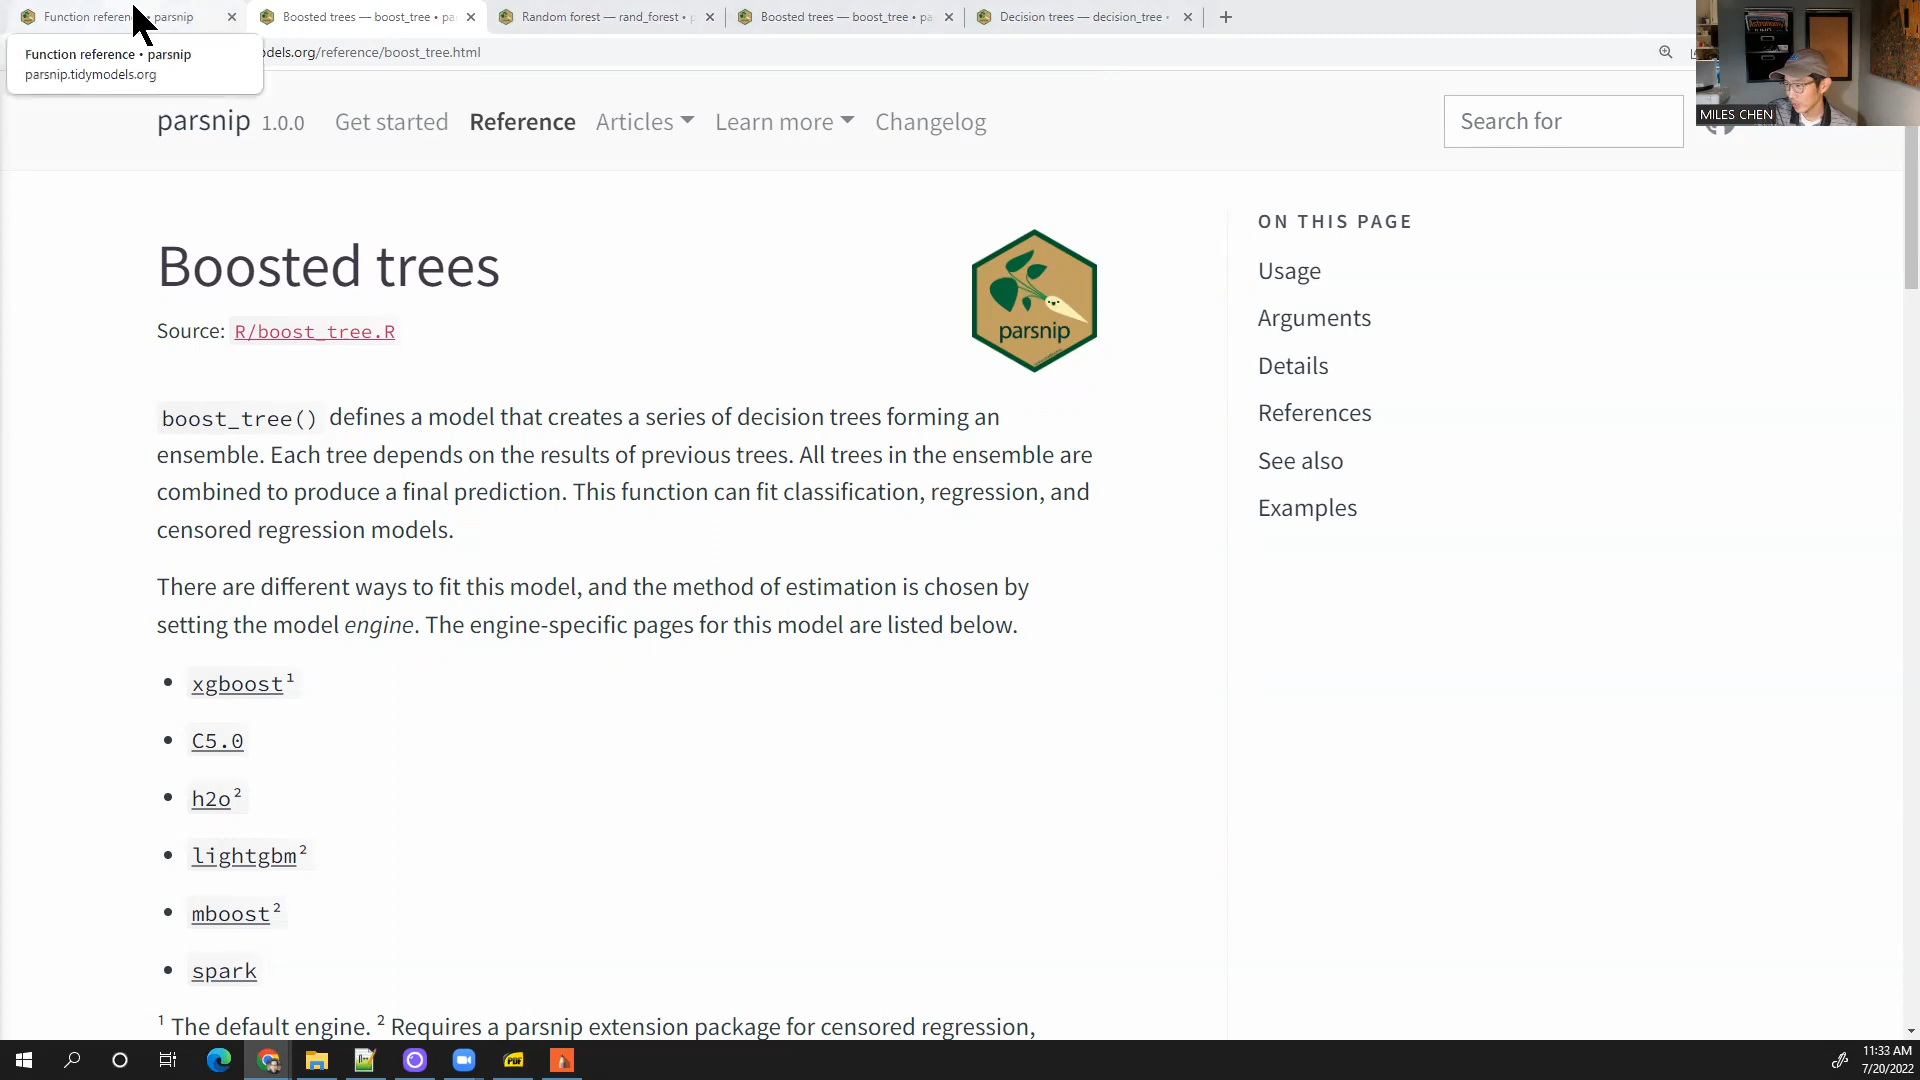 Function refere • parsnip
Boosted trees — boost_tree • pa
Random forest — rand_forest •
Boosted trees — boost_tree • pa
Decision trees — decision_tree •
Function reference • parsnip
parsnip.tidymodels.org
dels.org/reference/boost_tree.html
MILES CHEN
parsnip 1.0.0 Get started Reference Articles Learn more Changelog
Search for
Boosted trees
Source: R/boost_tree.R
parsnip
boost_tree() defines a model that creates a series of decision trees forming an
ensemble. Each tree depends on the results of previous trees. All trees in the ensemble are
combined to produce a final prediction. This function can fit classification, regression, and
censored regression models.
There are different ways to fit this model, and the method of estimation is chosen by
setting the model engine. The engine-specific pages for this model are listed below.
• xgboost¹
• C5.0
• h2o²
• lightgbm²
• mboost²
• spark
¹ The default engine. ² Requires a parsnip extension package for censored regression,
ON THIS PAGE
Usage
Arguments
Details
References
See also
Examples
PDF
11:33 AM
7/20/2022